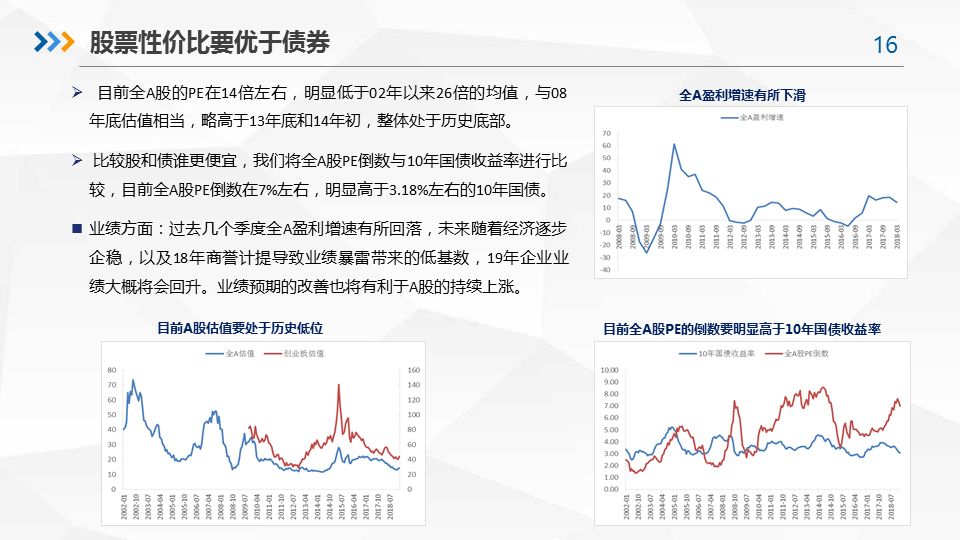 股票性价比要优于债券
16
目前全A股的PE在14倍左右，明显低于02年以来26倍的均值，与08
年底估值相当，略高于13年底和14年初，整体处于历史底部。
比较股和债谁更便宜，我们将全A股PE倒数与10年国债收益率进行比
较，目前全A股PE倒数在7%左右，明显高于3.18%左右的10年国债。
业绩方面：过去几个季度全A盈利增速有所回落，未来随着经济逐步
企稳，以及18年商誉计提导致业绩暴雷带来的低基数，19年企业业
绩大概将会回升。业绩预期的改善也将有利于A股的持续上涨。
全A盈利增速有所下滑
全A盈利增速
70
60
50
40
30
20
10
0
-10
-20
-30
-40
2008-03 2008-09 2009-03 2009-09 2010-03 2010-09 2011-03 2011-09 2012-03 2012-09 2013-03 2013-09 2014-03 2014-09 2015-03 2015-09 2016-03 2016-09 2017-03 2017-09 2018-03
目前A股估值要处于历史低位
全A估值 创业板估值
80
70
60
50
40
30
20
10
0
160
140
120
100
80
60
40
20
0
2002-01 2002-10 2003-07 2004-04 2005-01 2005-10 2006-07 2007-04 2008-01 2008-10 2009-07 2010-04 2011-01 2011-10 2012-07 2013-04 2014-01 2014-10 2015-07 2016-04 2017-01 2017-10 2018-07
目前全A股PE的倒数要明显高于10年国债收益率
10年国债收益率 全A股PE倒数
10.00
9.00
8.00
7.00
6.00
5.00
4.00
3.00
2.00
1.00
0.00
2002-01 2002-10 2003-07 2004-04 2005-01 2005-10 2006-07 2007-04 2008-01 2008-10 2009-07 2010-04 2011-01 2011-10 2012-07 2013-04 2014-01 2014-10 2015-07 2016-04 2017-01 2017-10 2018-07